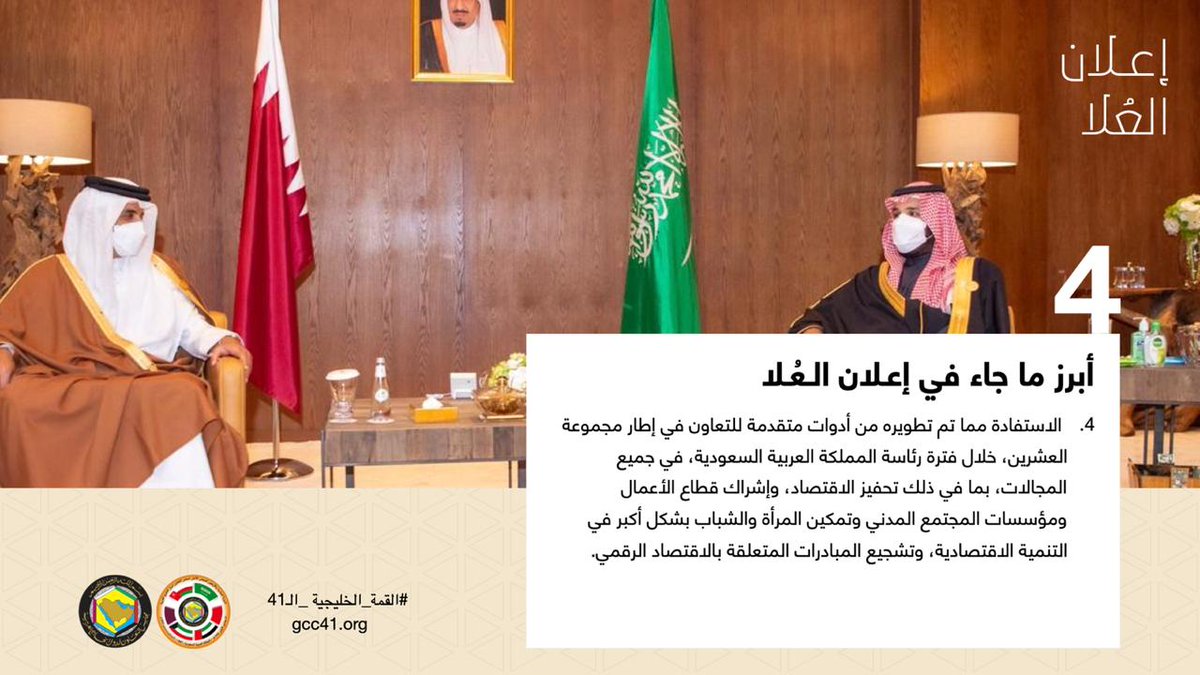 إعلان
العُلا
4
أبرز ما جاء في إعلان العُلا
4. الاستفادة مما تم تطويره من أدوات متقدمة للتعاون في إطار مجموعة
العشرين، خلال فترة رئاسة المملكة العربية السعودية، في جميع
المجالات، بما في ذلك تحفيز الاقتصاد، وإشراك قطاع الأعمال
ومؤسسات المجتمع المدني وتمكين المرأة والشباب بشكل أكبر في
التنمية الاقتصادية، وتشجيع المبادرات المتعلقة بالاقتصاد الرقمي.
#القمة_الخليجية _الـ41
gcc41.org